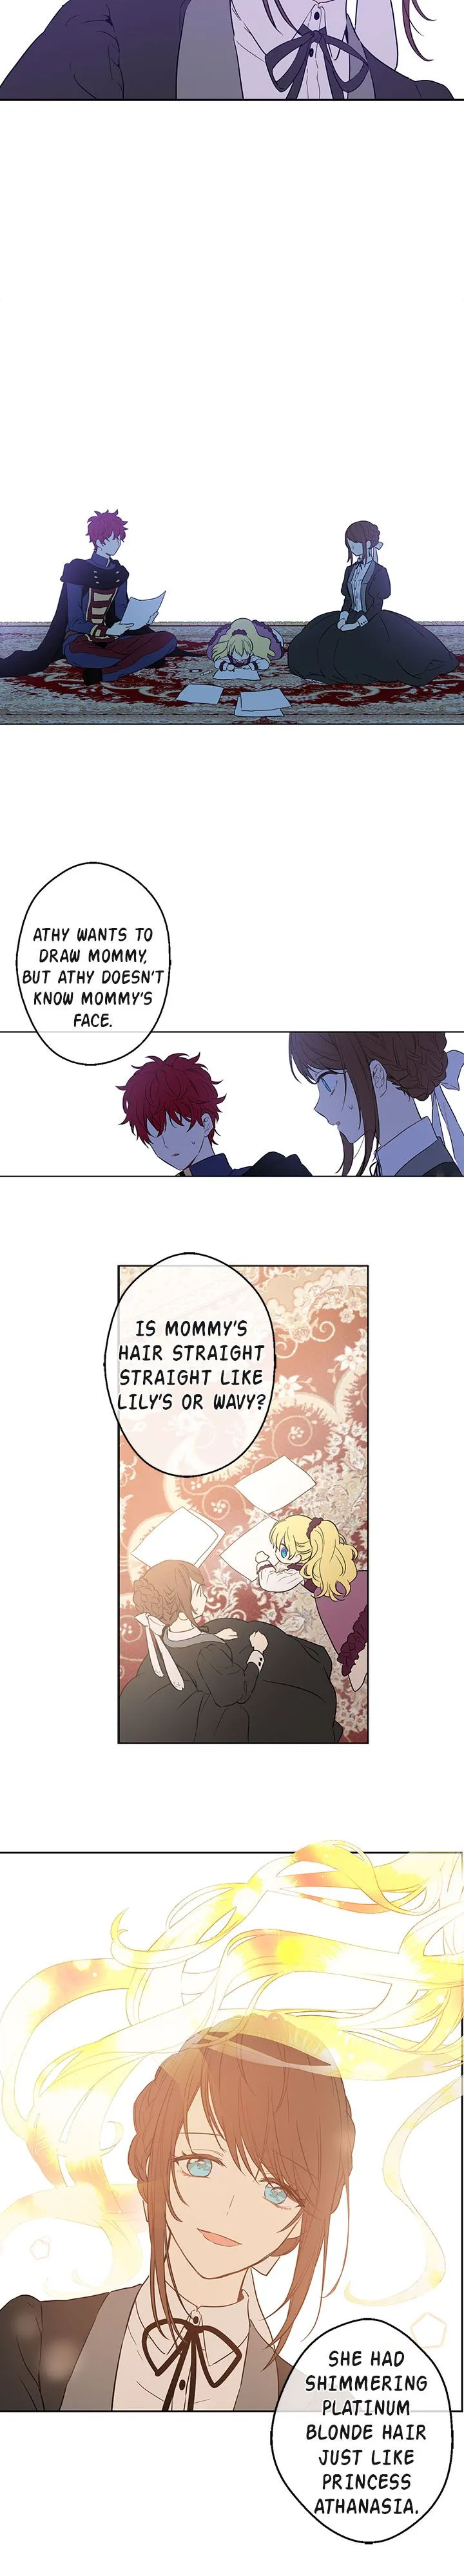 ATHY WANTS TO
DRAW MOMMY,
BUT ATHY DOESN'T
KNOW MOMMY'S
FACE.
IS MOMMY'S
HAIR STRAIGHT
STRAIGHT LIKE
LILY'S OR WAVY?
SHE HAD
SHIMMERING
PLATINUM
BLONDE HAIR
JUST LIKE
PRINCESS
ATHANASIA.